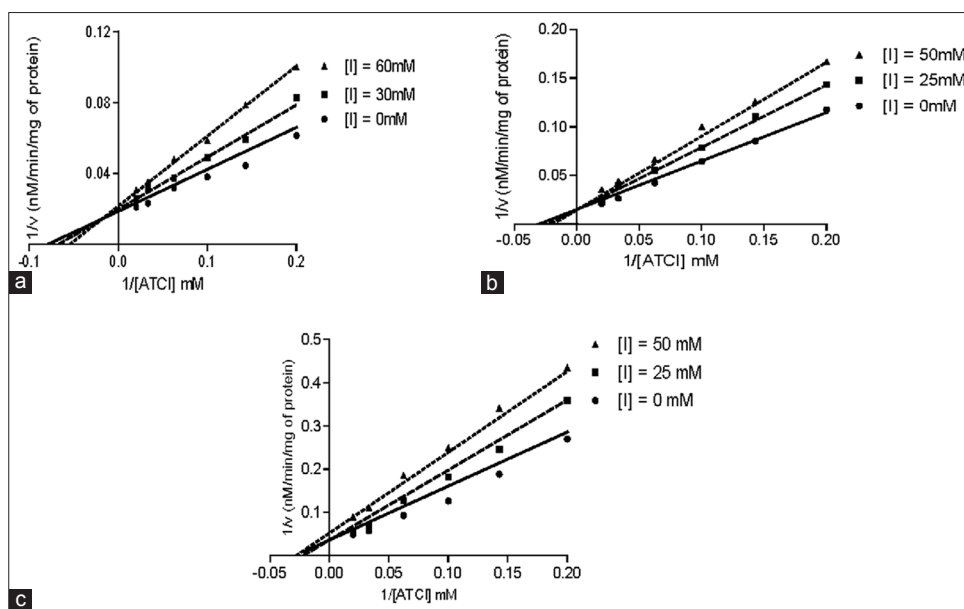 1/v (nM/min/mg of protein)
0.12
0.08
0.04
-0.1
0.0
0.1
0.2
1/[ATCI] mM
[I] = 60mM
[I] = 30mM
[I] = 0mM
a
1/v (nM/min/mg of protein)
0.20
0.15
0.10
0.05
-0.05
0.00
0.05
0.10
0.15
0.20
1/[ATCI] mM
[I] = 50mM
[I] = 25mM
[I] = 0mM
b
1/v (nM/min/mg of protein)
0.5
0.4
0.3
0.2
0.1
-0.05
0.00
0.05
0.10
0.15
0.20
1/[ATCI] mM
[I] = 50 mM
[I] = 25 mM
[I] = 0 mM
c